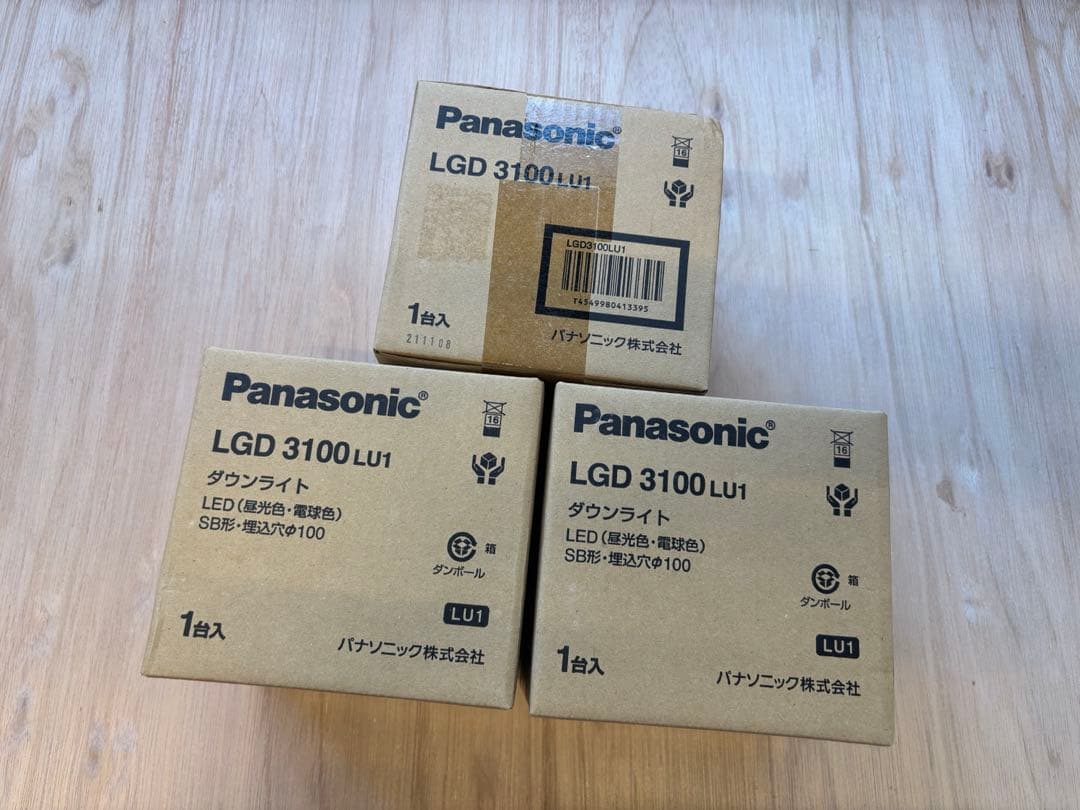 Panasonic®
LGD 3100 LU1
16
LGD3100LU1
T4549980413395
1台入
211108
パナソニック株式会社
Panasonic®
LGD 3100 LU1
16
ダウンライト
LED(昼光色・電球色)
SB形・埋込穴φ100
箱
ダンボール
LU1
1台入
パナソニック株式会社
Panasonic®
LGD 3100 LU1
16
ダウンライト
LED(昼光色・電球色)
SB形・埋込穴φ100
箱
ダンボール
LU1
1台入
パナソニック株式会社